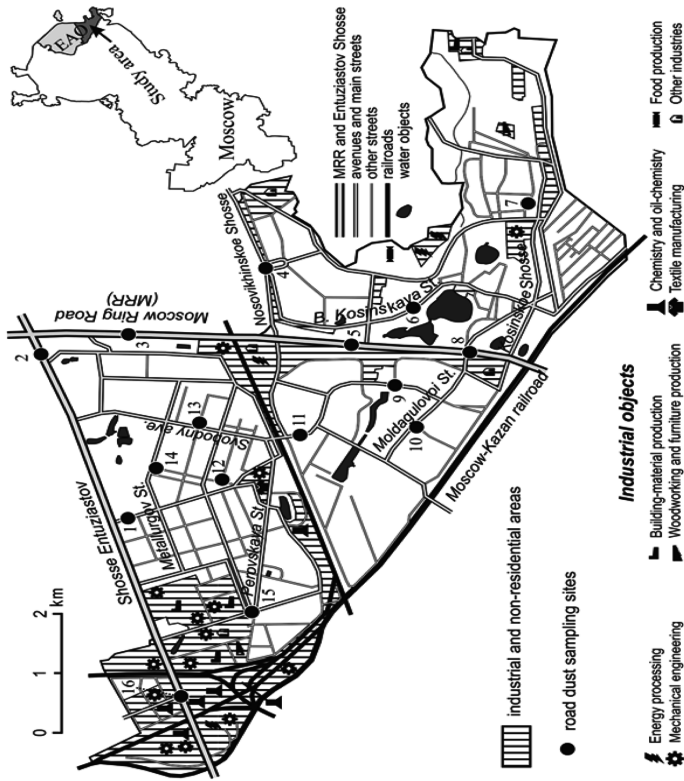 EAO
Study area
Moscow
0 1 2
km
Shosse Entuziastov
Moscow Ring Road
(MRR)
Nosovikhinskoe Shosse
Metallurgov St.
Svobodny ave.
Perovskaya St.
B. Kosinskaya St.
Moldagulovoi St.
Kosinskoe Shosse
Moscow-Kazan railroad
1
2
3
4
5
6
7
8
9
10
11
12
13
14
15
16
MRR and Entuziastov Shosse
avenues and main streets
other streets
railroads
water objects
industrial and non-residential areas
road dust sampling sites
Industrial objects
Energy processing
Mechanical engineering
Building-material production
Woodworking and furniture production
Chemistry and oil-chemistry
Textile manufacturing
Food production
Other industries